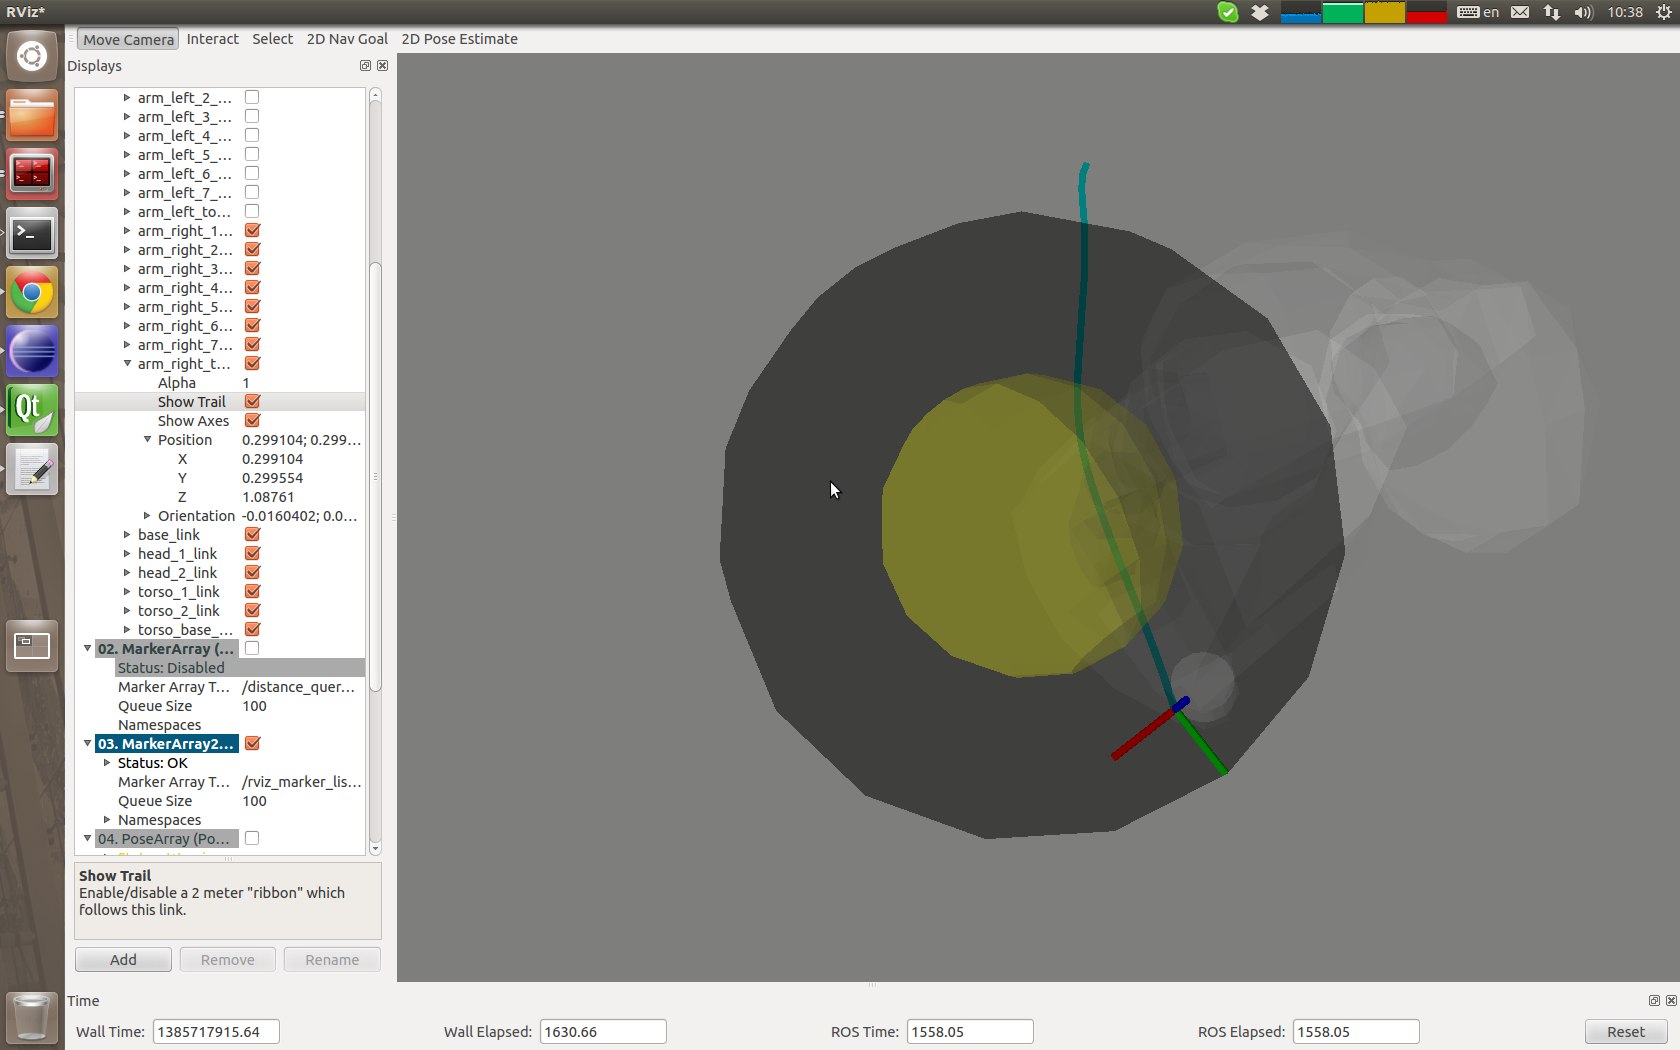 RViz*
en
10:38
Move Camera
Interact
Select
2D Nav Goal
2D Pose Estimate
Displays
arm_left_2_...
arm_left_3_...
arm_left_4_...
arm_left_5_...
arm_left_6_...
arm_left_7_...
arm_left_to...
arm_right_1...
arm_right_2...
arm_right_3...
arm_right_4...
arm_right_5...
arm_right_6...
arm_right_7...
arm_right_t...
Alpha 1
Show Trail
Show Axes
Position 0.299104; 0.299...
X 0.299104
Y 0.299554
Z 1.08761
Orientation -0.0160402; 0.0...
base_link
head_1_link
head_2_link
torso_1_link
torso_2_link
torso_base_...
02. MarkerArray (...
Status: Disabled
Marker Array T... /distance_quer...
Queue Size 100
Namespaces
03. MarkerArray2...
Status: OK
Marker Array T... /rviz_marker_lis...
Queue Size 100
Namespaces
04. PoseArray (Po...
Show Trail
Enable/disable a 2 meter "ribbon" which
follows this link.
Add
Remove
Rename
Time
Wall Time: 1385717915.64
Wall Elapsed: 1630.66
ROS Time: 1558.05
ROS Elapsed: 1558.05
Reset
Qt